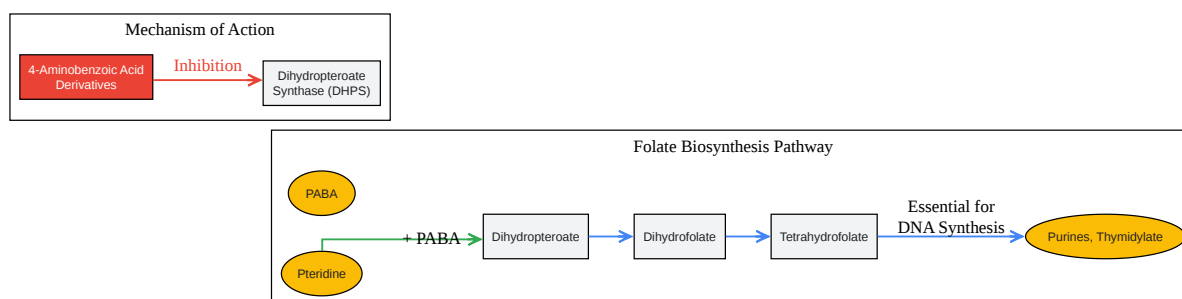 Mechanism of Action
4-Aminobenzoic Acid
Derivatives
Inhibition
Dihydropteroate
Synthase (DHPS)
Folate Biosynthesis Pathway
PABA
Pteridine
+ PABA
Dihydropteroate
Dihydrofolate
Tetrahydrofolate
Essential for
DNA Synthesis
Purines, Thymidylate